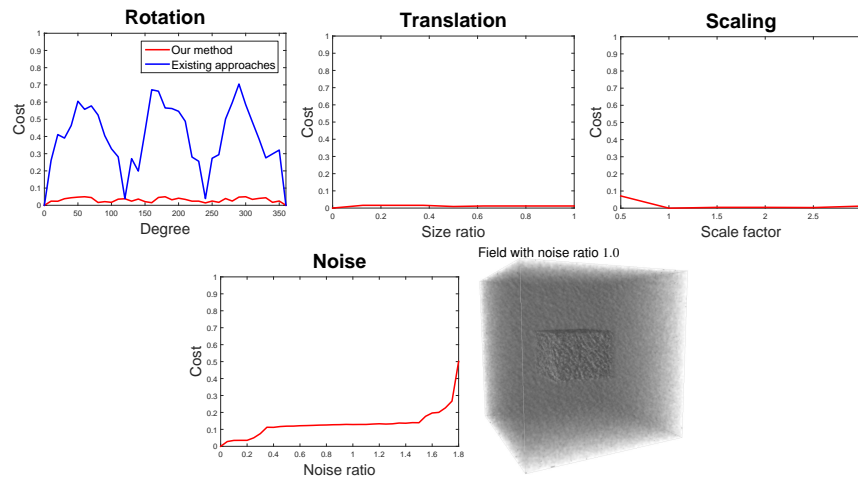 Rotation
1
0.9
0.8
0.7
0.6
0.5
0.4
0.3
0.2
0.1
0
Cost
Our method
Existing approaches
0 50 100 150 200 250 300 350
Degree
Translation
1
0.9
0.8
0.7
0.6
0.5
0.4
0.3
0.2
0.1
0
Cost
0 0.2 0.4 0.6 0.8 1
Size ratio
Scaling
1
0.9
0.8
0.7
0.6
0.5
0.4
0.3
0.2
0.1
0
Cost
0.5 1 1.5 2 2.5
Scale factor
Noise
1
0.9
0.8
0.7
0.6
0.5
0.4
0.3
0.2
0.1
0
Cost
0 0.2 0.4 0.6 0.8 1 1.2 1.4 1.6 1.8
Noise ratio
Field with noise ratio 1.0